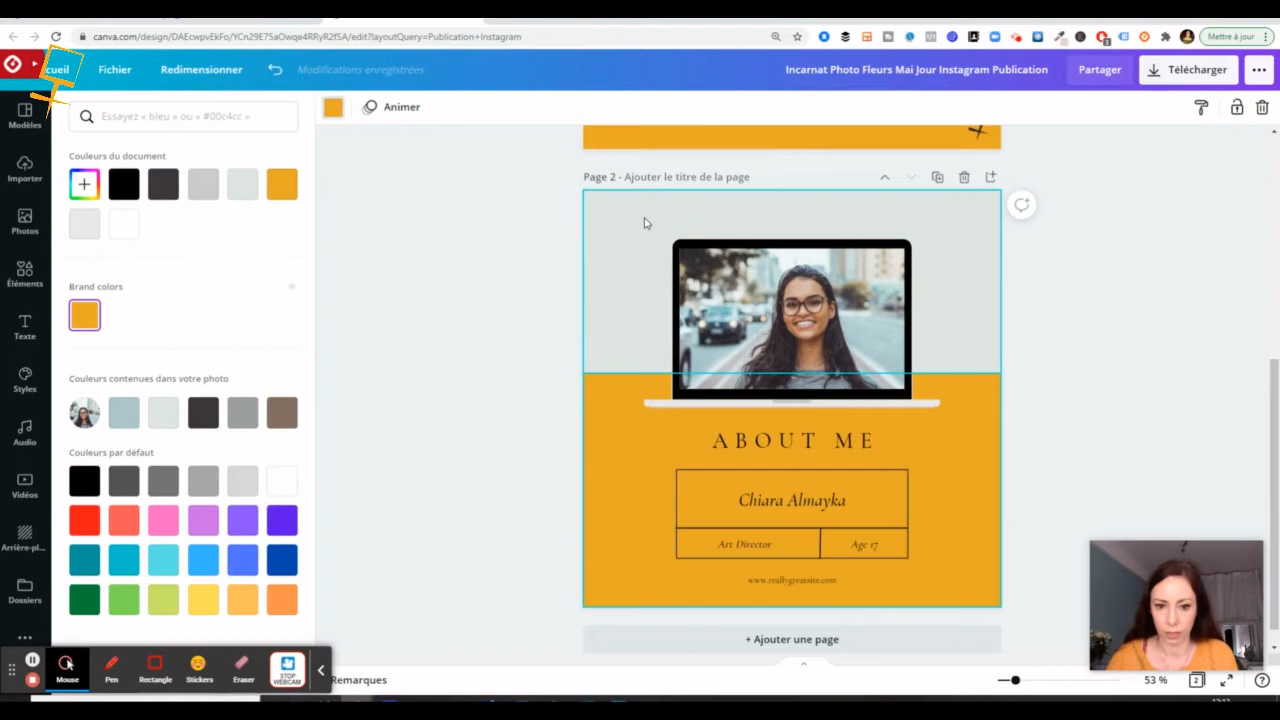 canva.com/design/DAEcwpvEkFo/YCn29E75aOwqe4RRyR2fSA/edit?layoutQuery=Publication+Instagram
Mettre à jour
cueil
Fichier
Redimensionner
Modifications enregistrées
Incarnat Photo Fleurs Mai Jour Instagram Publication
Partager
Télécharger
Modèles
Importer
Photos
Éléments
Texte
Styles
Audio
Vidéos
Arrière-pl...
Dossiers
Essayez « bleu » ou « #00c4cc »
Animer
Couleurs du document
Brand colors
Couleurs contenues dans votre photo
Couleurs par défaut
Page 2 - Ajouter le titre de la page
ABOUT ME
Chiara Almayka
Art Director
Age 17
www.reallygreatsite.com
+ Ajouter une page
Mouse
Pen
Rectangle
Stickers
Eraser
STOP
WEBCAM
Remarques
53 %
2